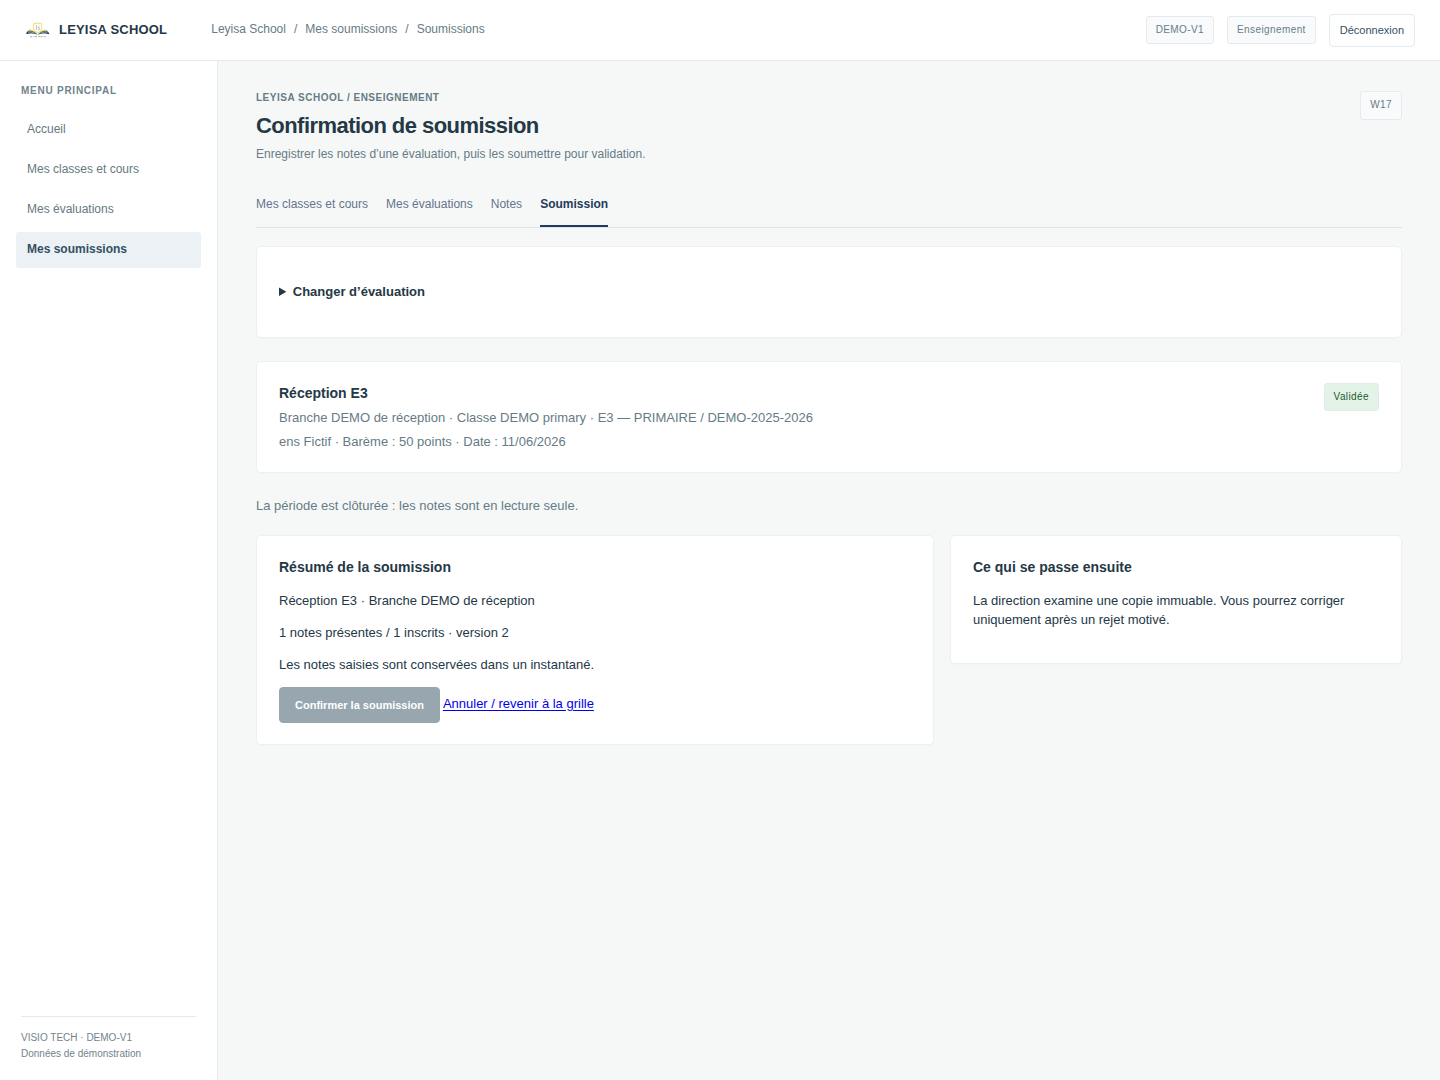 LEYISA SCHOOL
Leyisa School / Mes soumissions / Soumissions
DEMO-V1
Enseignement
Déconnexion
MENU PRINCIPAL
Accueil
Mes classes et cours
Mes évaluations
Mes soumissions
VISIO TECH · DEMO-V1
Données de démonstration
LEYISA SCHOOL / ENSEIGNEMENT
W17
Confirmation de soumission
Enregistrer les notes d’une évaluation, puis les soumettre pour validation.
Mes classes et cours
Mes évaluations
Notes
Soumission
Changer d’évaluation
Réception E3
Validée
Branche DEMO de réception · Classe DEMO primary · E3 — PRIMAIRE / DEMO-2025-2026
ens Fictif · Barème : 50 points · Date : 11/06/2026
La période est clôturée : les notes sont en lecture seule.
Résumé de la soumission
Réception E3 · Branche DEMO de réception
1 notes présentes / 1 inscrits · version 2
Les notes saisies sont conservées dans un instantané.
Confirmer la soumission
Annuler / revenir à la grille
Ce qui se passe ensuite
La direction examine une copie immuable. Vous pourrez corriger
uniquement après un rejet motivé.